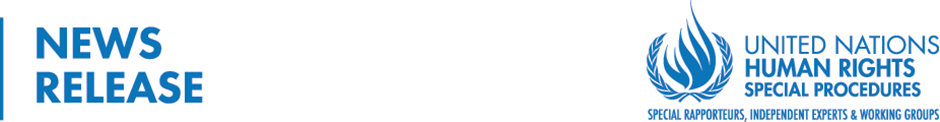 NEWS
RELEASE
UNITED NATIONS
HUMAN RIGHTS
SPECIAL PROCEDURES
SPECIAL RAPPORTEURS, INDEPENDENT EXPERTS & WORKING GROUPS